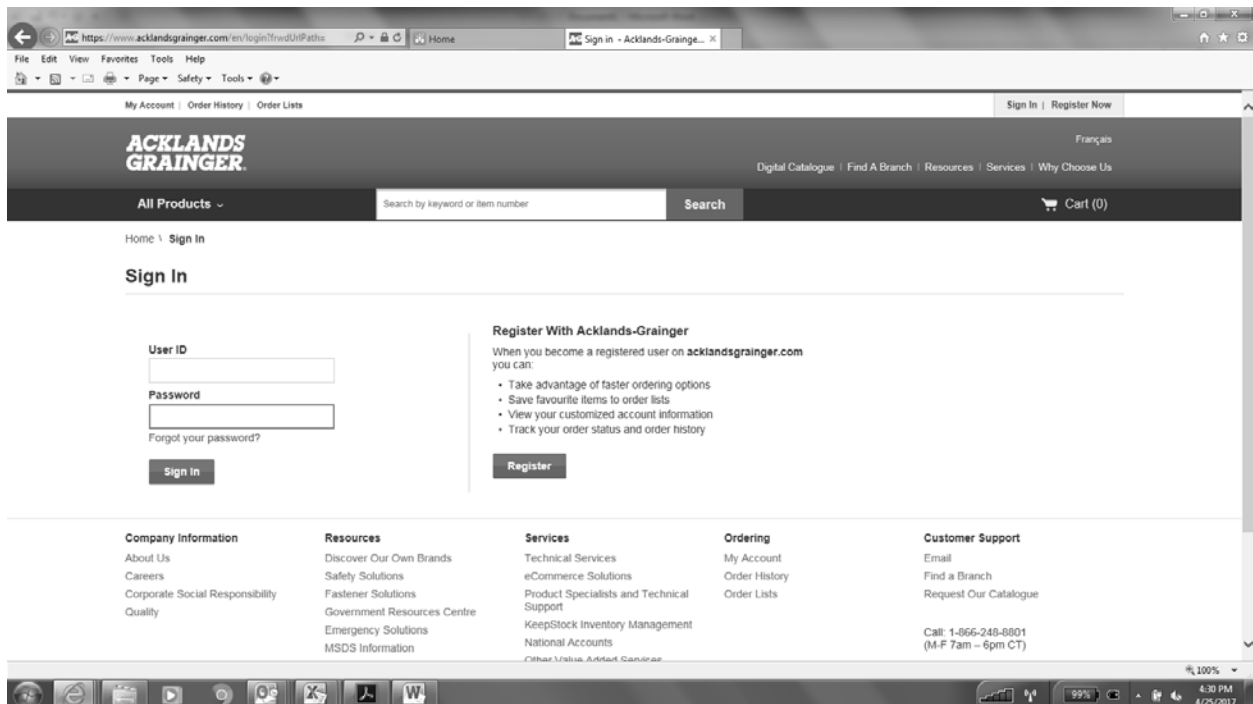 https://www.acklandsgrainger.com/en/login?frwdUrlPath=
Home
Sign in - Acklands-Grainge...
File Edit View Favorites Tools Help
Page Safety Tools
My Account | Order History | Order Lists
Sign In | Register Now
ACKLANDS
GRAINGER.
Français
Digital Catalogue | Find A Branch | Resources | Services | Why Choose Us
All Products
Search by keyword or item number
Search
Cart (0)
Home \ Sign In
Sign In
User ID
Password
Forgot your password?
Sign In
Register With Acklands-Grainger
When you become a registered user on acklandsgrainger.com
you can:
• Take advantage of faster ordering options
• Save favourite items to order lists
• View your customized account information
• Track your order status and order history
Register
Company Information
About Us
Careers
Corporate Social Responsibility
Quality
Resources
Discover Our Own Brands
Safety Solutions
Fastener Solutions
Government Resources Centre
Emergency Solutions
MSDS Information
Services
Technical Services
eCommerce Solutions
Product Specialists and Technical
Support
KeepStock Inventory Management
National Accounts
Other Value Added Services
Ordering
My Account
Order History
Order Lists
Customer Support
Email
Find a Branch
Request Our Catalogue
Call: 1-866-248-8801
(M-F 7am – 6pm CT)
100%
99%
4:30 PM
4/25/2017